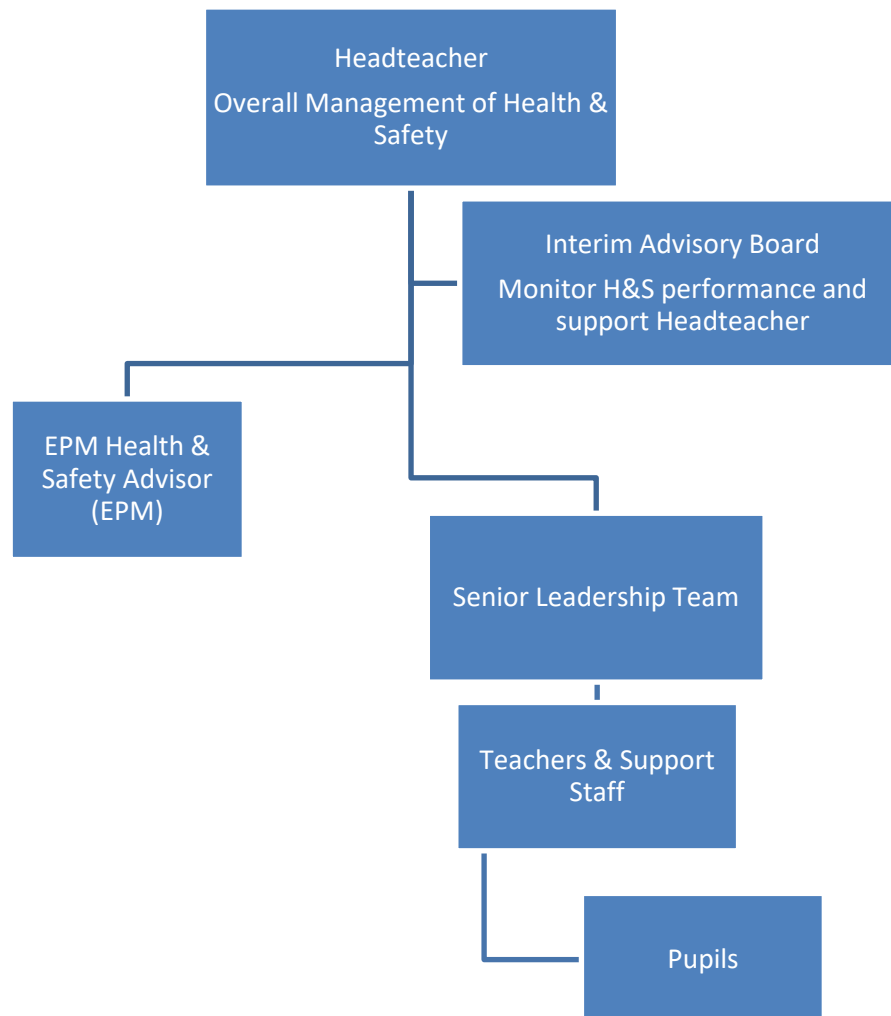 Headteacher
Overall Management of Health &
Safety
Interim Advisory Board
Monitor H&S performance and
support Headteacher
EPM Health &
Safety Advisor
(EPM)
Senior Leadership Team
Teachers & Support
Staff
Pupils